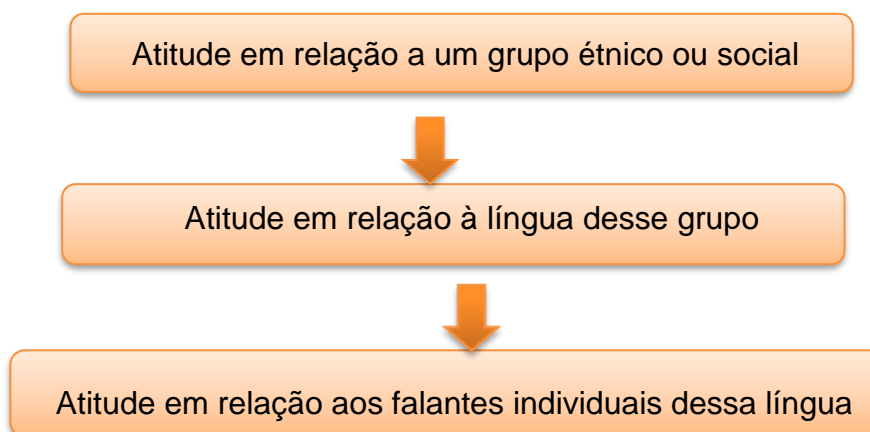 Atitude em relação a um grupo étnico ou social
Atitude em relação à língua desse grupo
Atitude em relação aos falantes individuais dessa língua